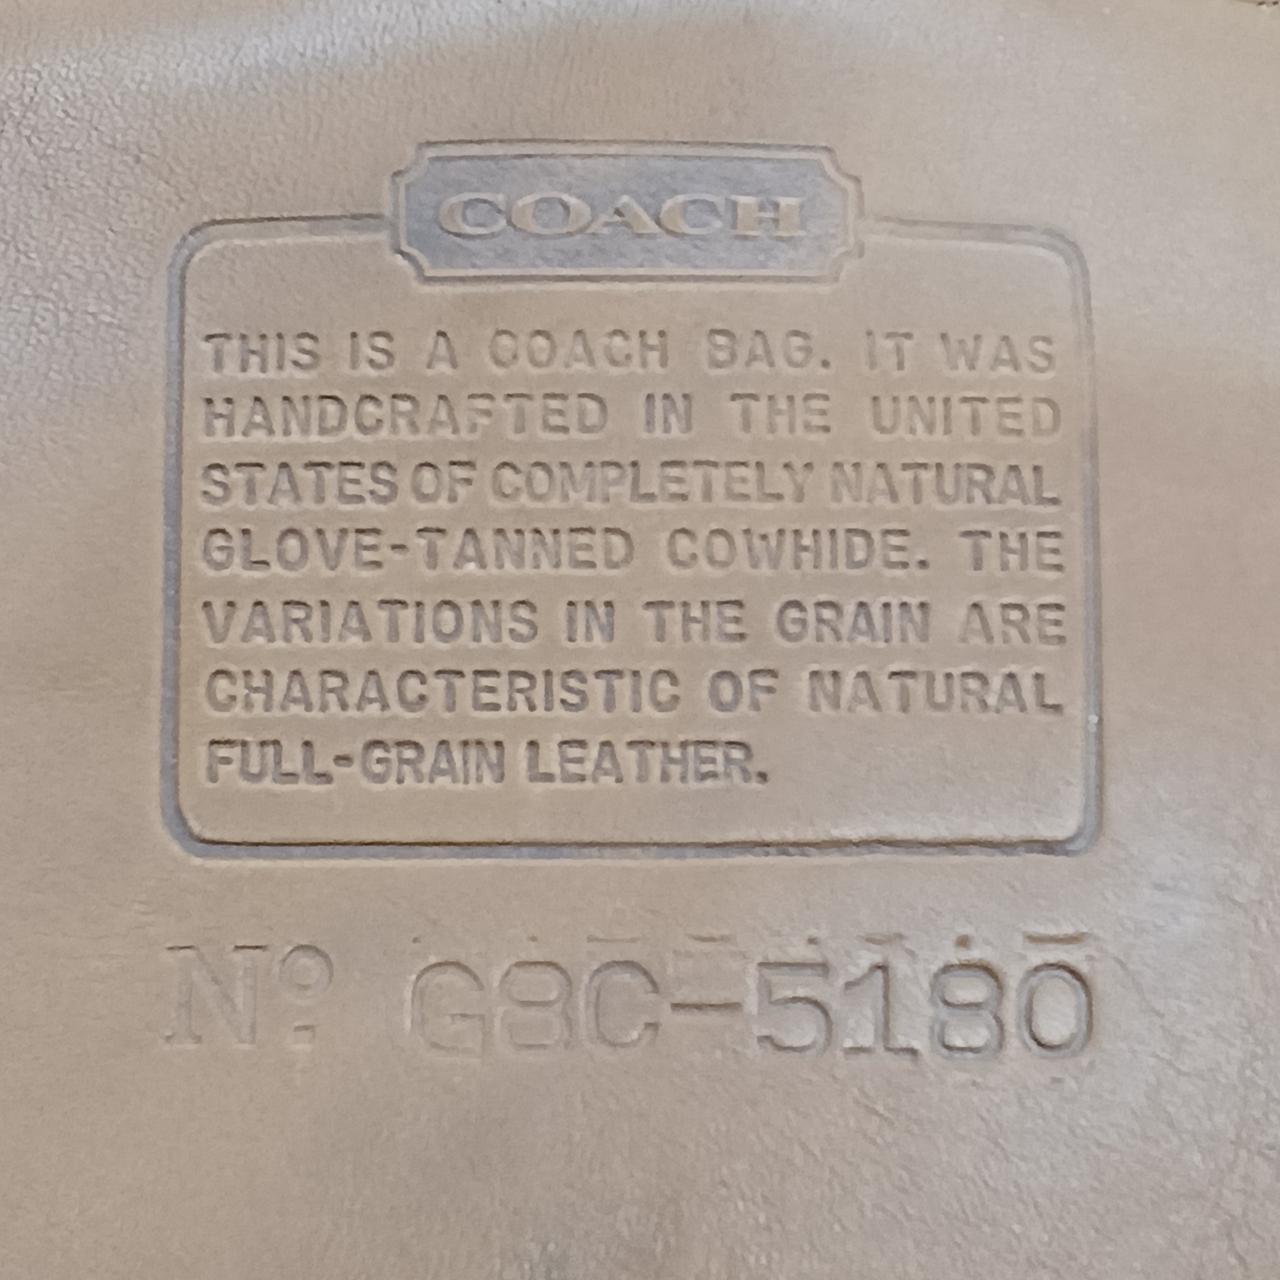 COACH
THIS IS A COACH BAG. IT WAS
HANDCRAFTED IN THE UNITED
STATES OF COMPLETELY NATURAL
GLOVE-TANNED COWHIDE. THE
VARIATIONS IN THE GRAIN ARE
CHARACTERISTIC OF NATURAL
FULL-GRAIN LEATHER.
Nº G8C-5180